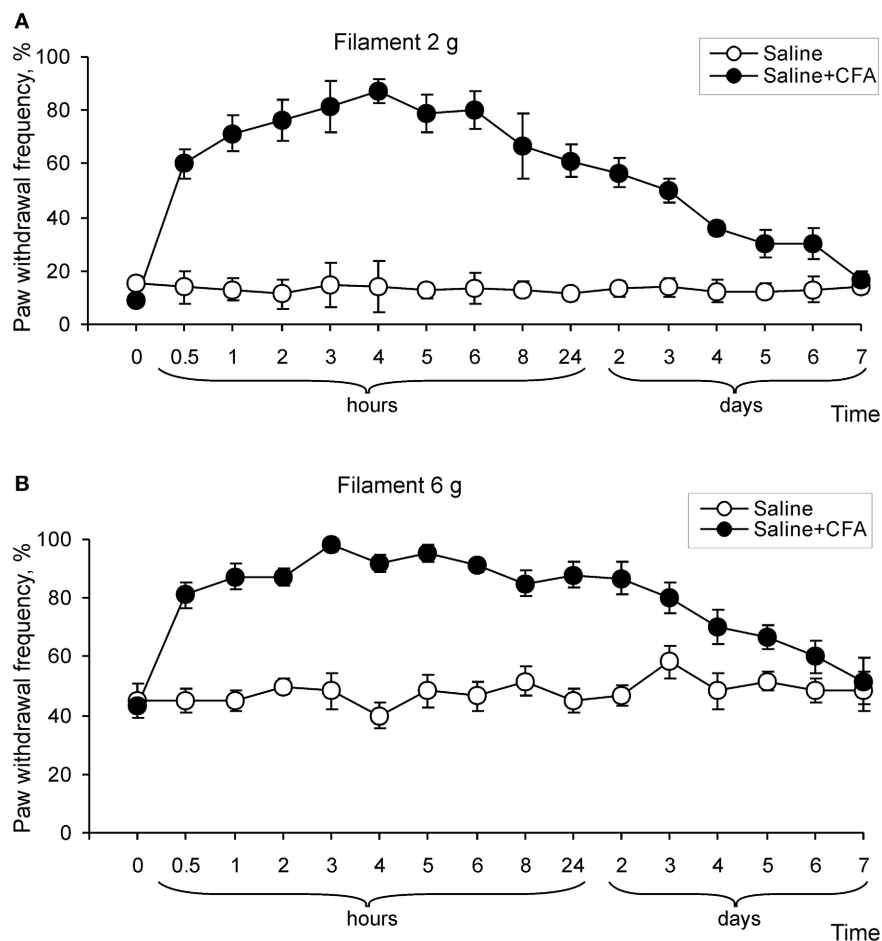 A
Filament 2 g
Saline
Saline+CFA
Paw withdrawal frequency, %
100
80
60
40
20
0
0 0.5 1 2 3 4 5 6 8 24 2 3 4 5 6 7
hours days
Time
B
Filament 6 g
Saline
Saline+CFA
Paw withdrawal frequency, %
100
80
60
40
20
0
0 0.5 1 2 3 4 5 6 8 24 2 3 4 5 6 7
hours days
Time